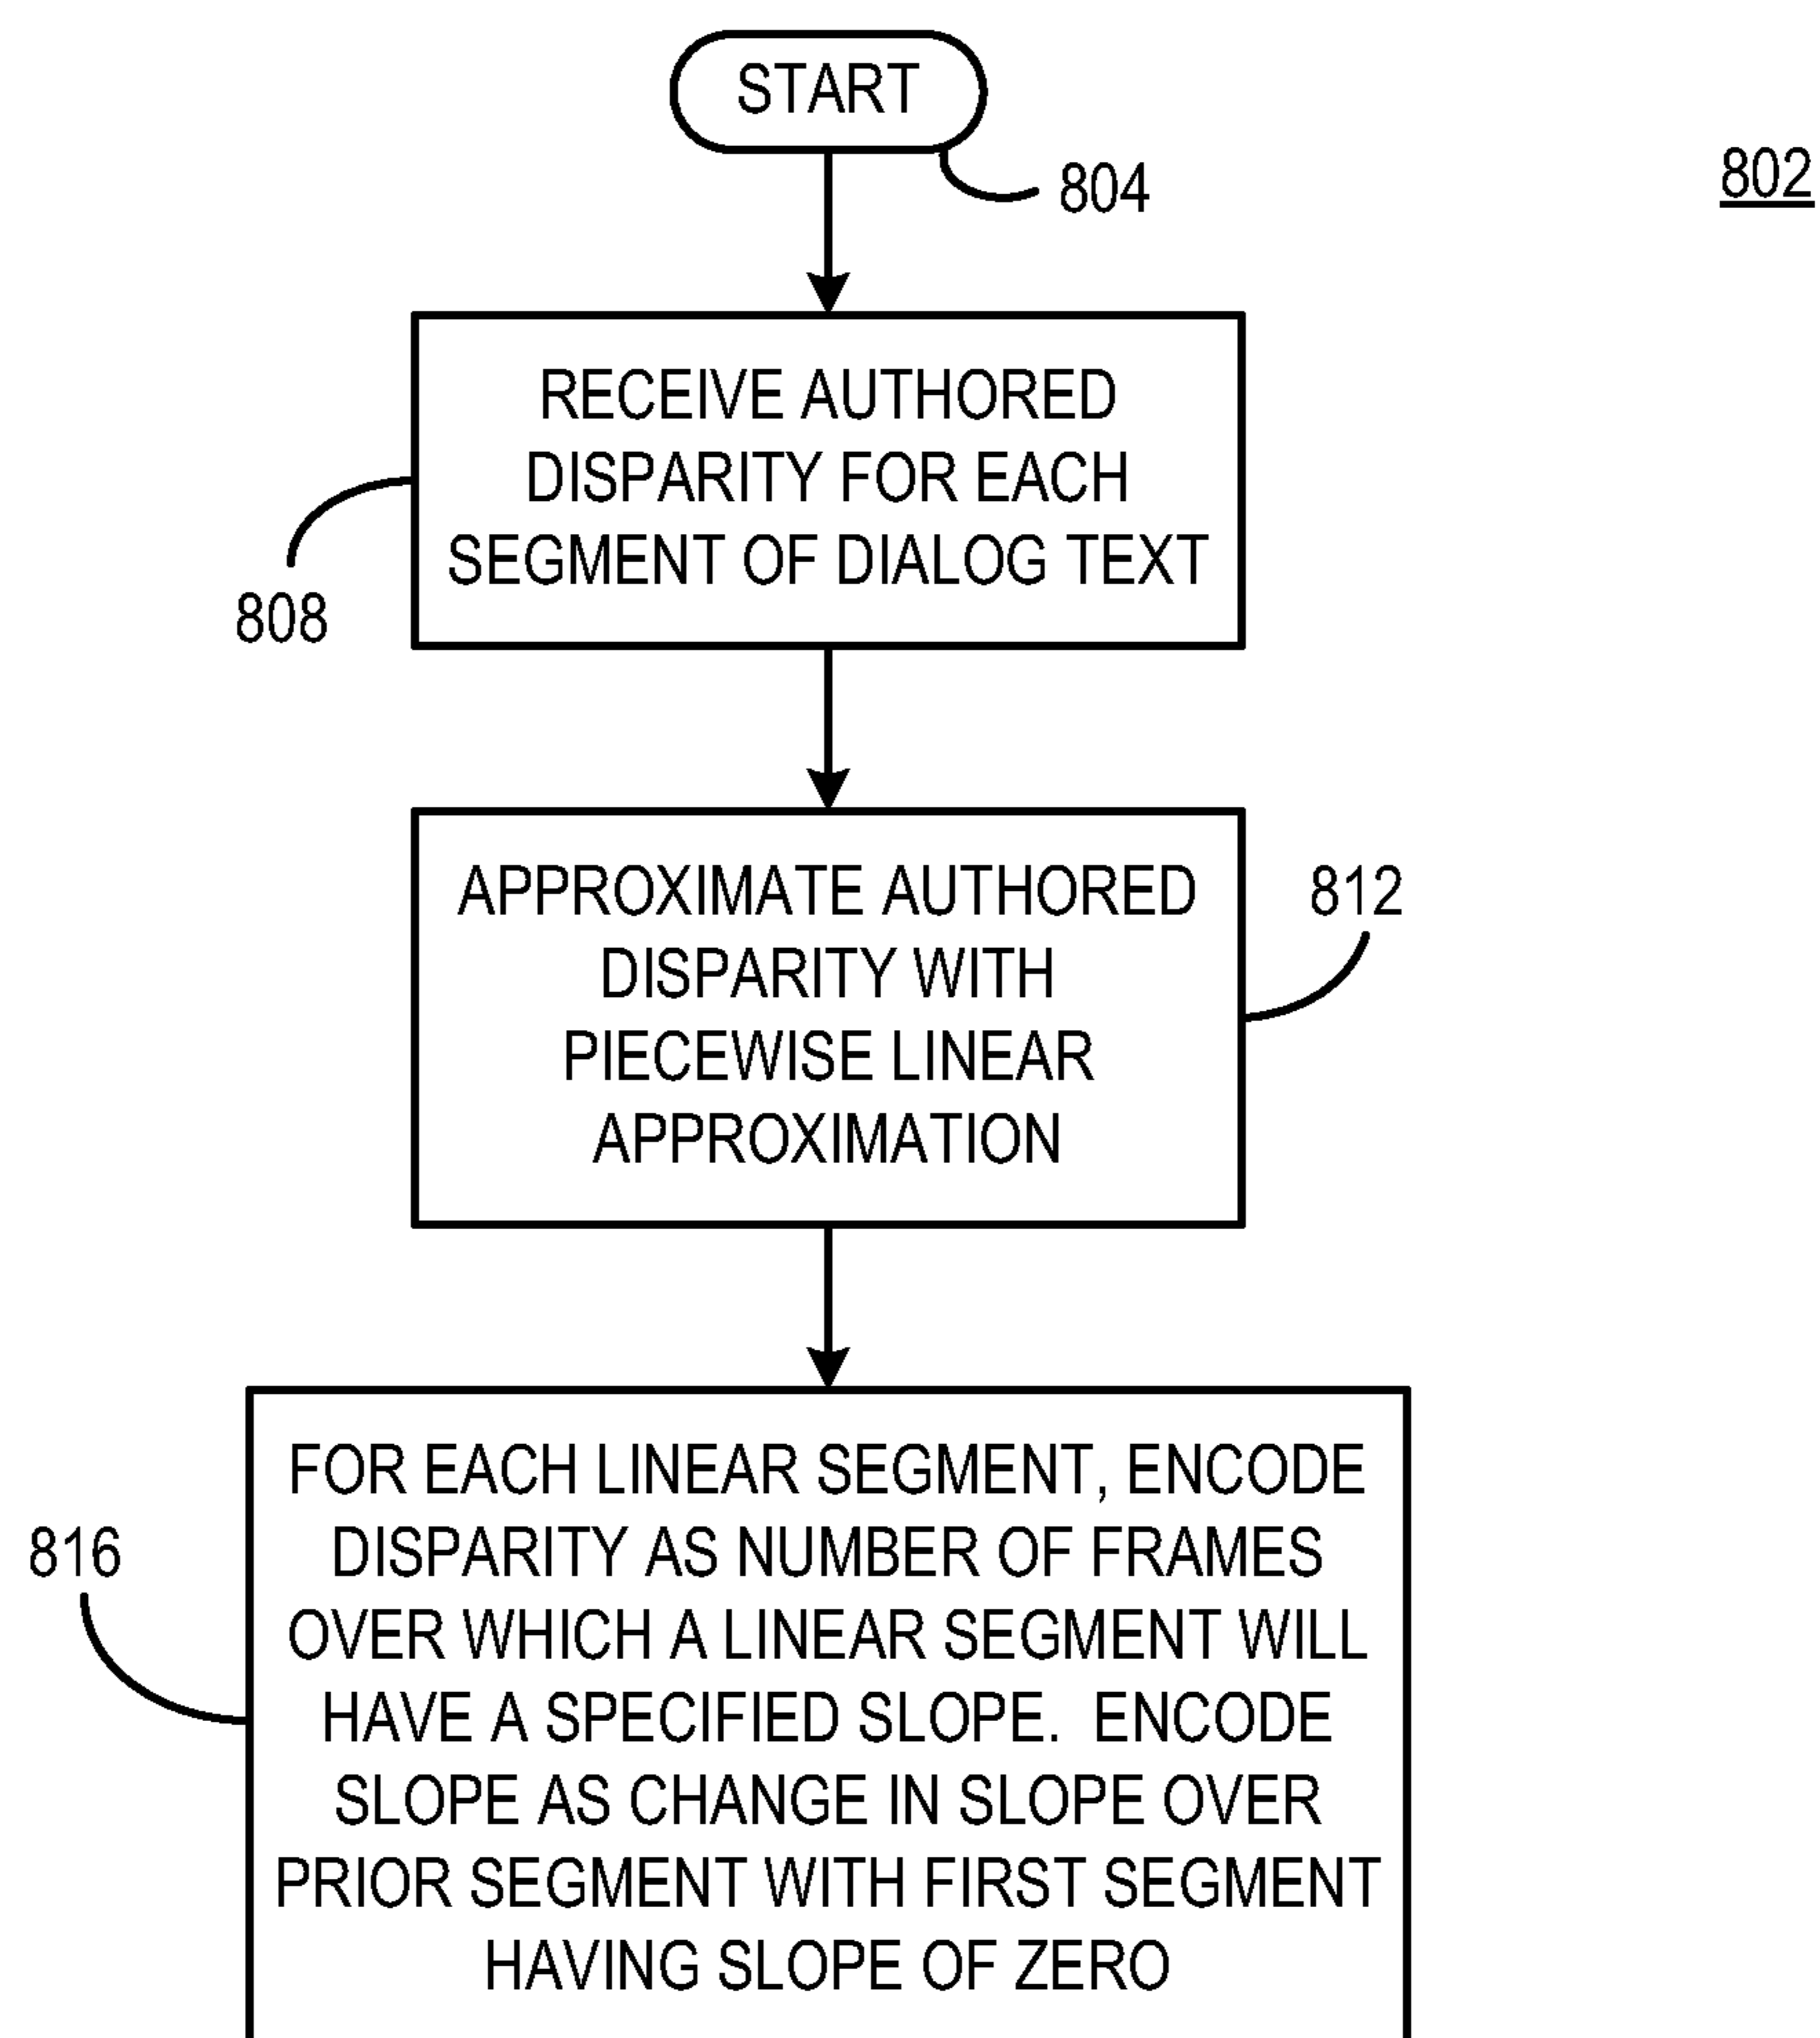 START
804
802
RECEIVE AUTHORED
DISPARITY FOR EACH
SEGMENT OF DIALOG TEXT
808
APPROXIMATE AUTHORED
DISPARITY WITH
PIECEWISE LINEAR
APPROXIMATION
812
FOR EACH LINEAR SEGMENT, ENCODE
DISPARITY AS NUMBER OF FRAMES
OVER WHICH A LINEAR SEGMENT WILL
HAVE A SPECIFIED SLOPE.  ENCODE
SLOPE AS CHANGE IN SLOPE OVER
PRIOR SEGMENT WITH FIRST SEGMENT
HAVING SLOPE OF ZERO
816